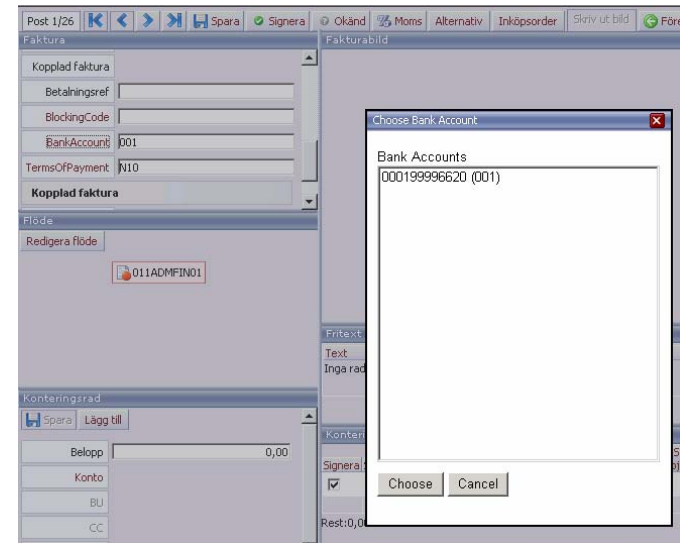 Post 1/26 Spara Signera Okänd Moms Alternativ Inköpsorder Skriv ut bild
Faktura
Kopplad faktura
Betalningsref
BlockingCode
BankAccount 001
TermsOfPayment N10
Kopplad faktura
Flöde
Redigera flöde
011ADMFIN01
Konteringsrad
Spara Lägg till
Belopp 0,00
Konto
BU
CC
Fakturabild
Choose Bank Account
Bank Accounts
000199996620 (001)
Choose Cancel
Fritext
Text
Inga rad
Konteri
Signera
Rest:0,0